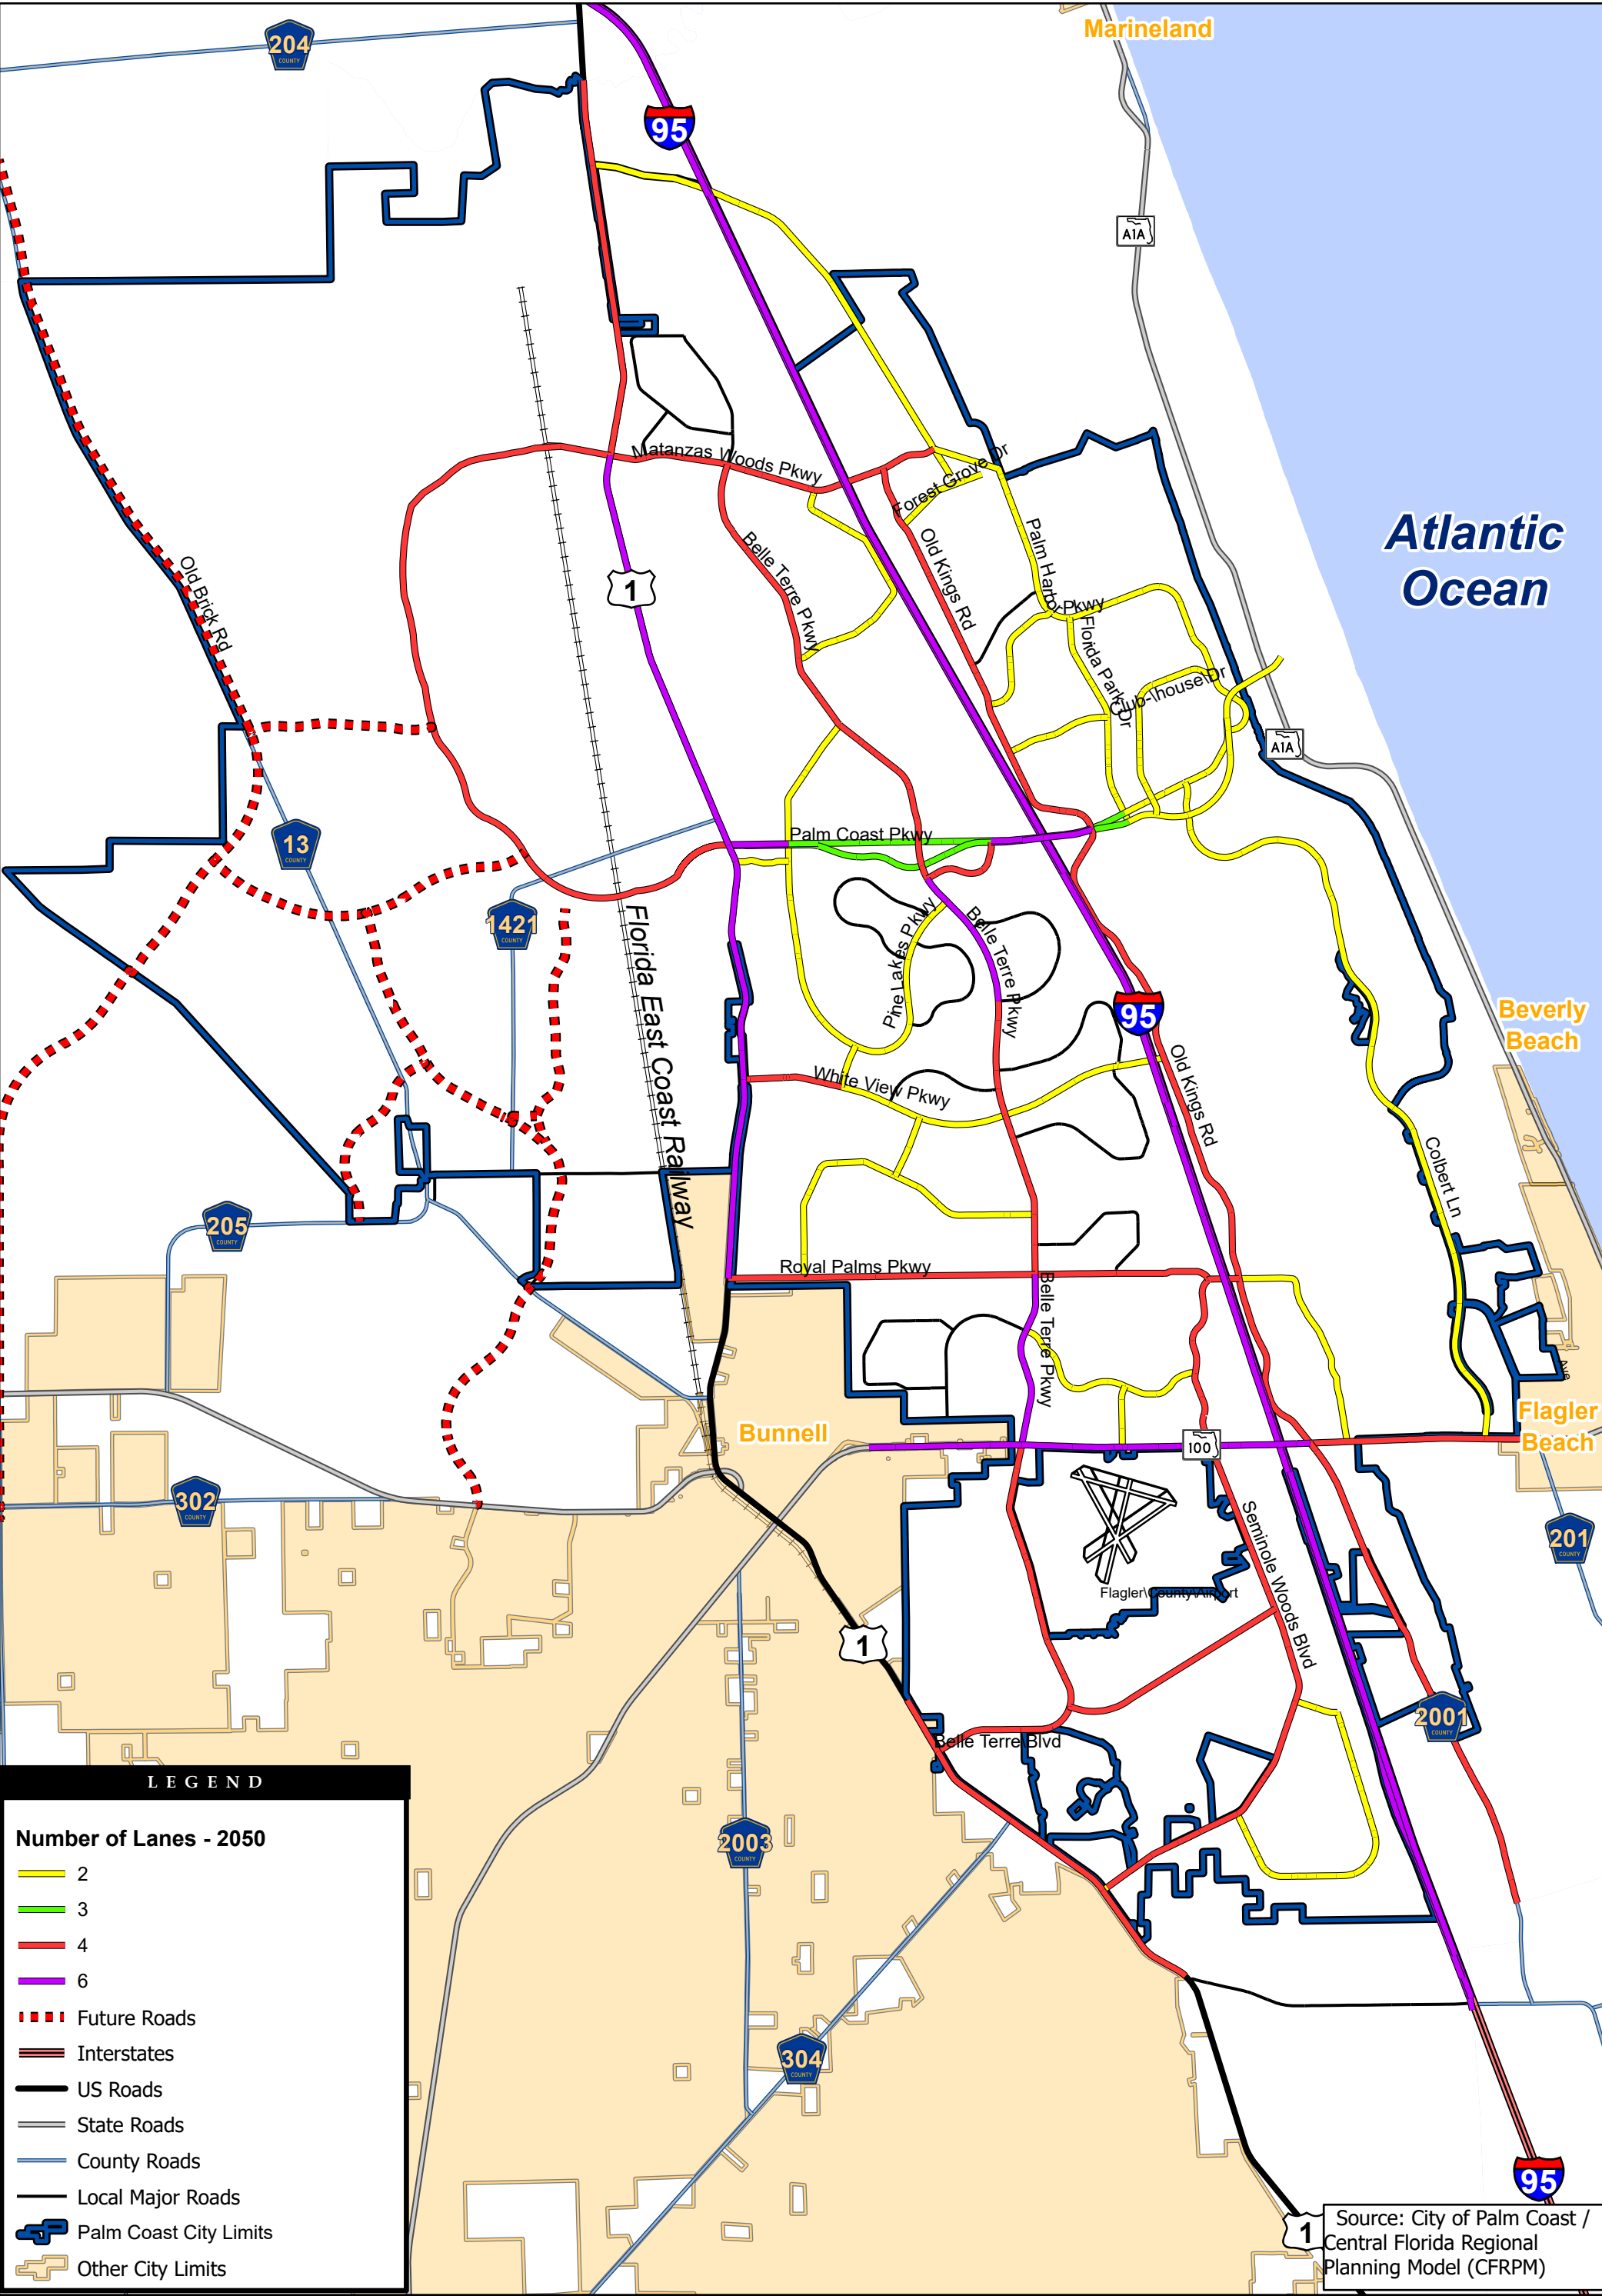 Marineland
204
COUNTY
95
A1A
Matanzas Woods Pkwy
Forest Grove Dr
Atlantic
Ocean
Old Brick Rd
1
Belle Terre Pkwy
Old Kings Rd
Palm Harbor Pkwy
Florida Park Dr
Club-\house\Dr
A1A
13
COUNTY
Palm Coast Pkwy
1421
COUNTY
Florida East Coast Railway
Pine Lakes Pkwy
Belle Terre Pkwy
95
Beverly
Beach
White View Pkwy
Old Kings Rd
Colbert Ln
205
COUNTY
Royal Palms Pkwy
Belle Terre Pkwy
Ave
Bunnell
100
Flagler
Beach
302
COUNTY
201
COUNTY
Flagler\County\Airport
Seminole Woods Blvd
1
2001
COUNTY
Belle Terre\Blvd
2003
COUNTY
304
COUNTY
95
1
LEGEND
Number of Lanes - 2050
2
3
4
6
Future Roads
Interstates
US Roads
State Roads
County Roads
Local Major Roads
Palm Coast City Limits
Other City Limits
Source: City of Palm Coast /
Central Florida Regional
Planning Model (CFRPM)